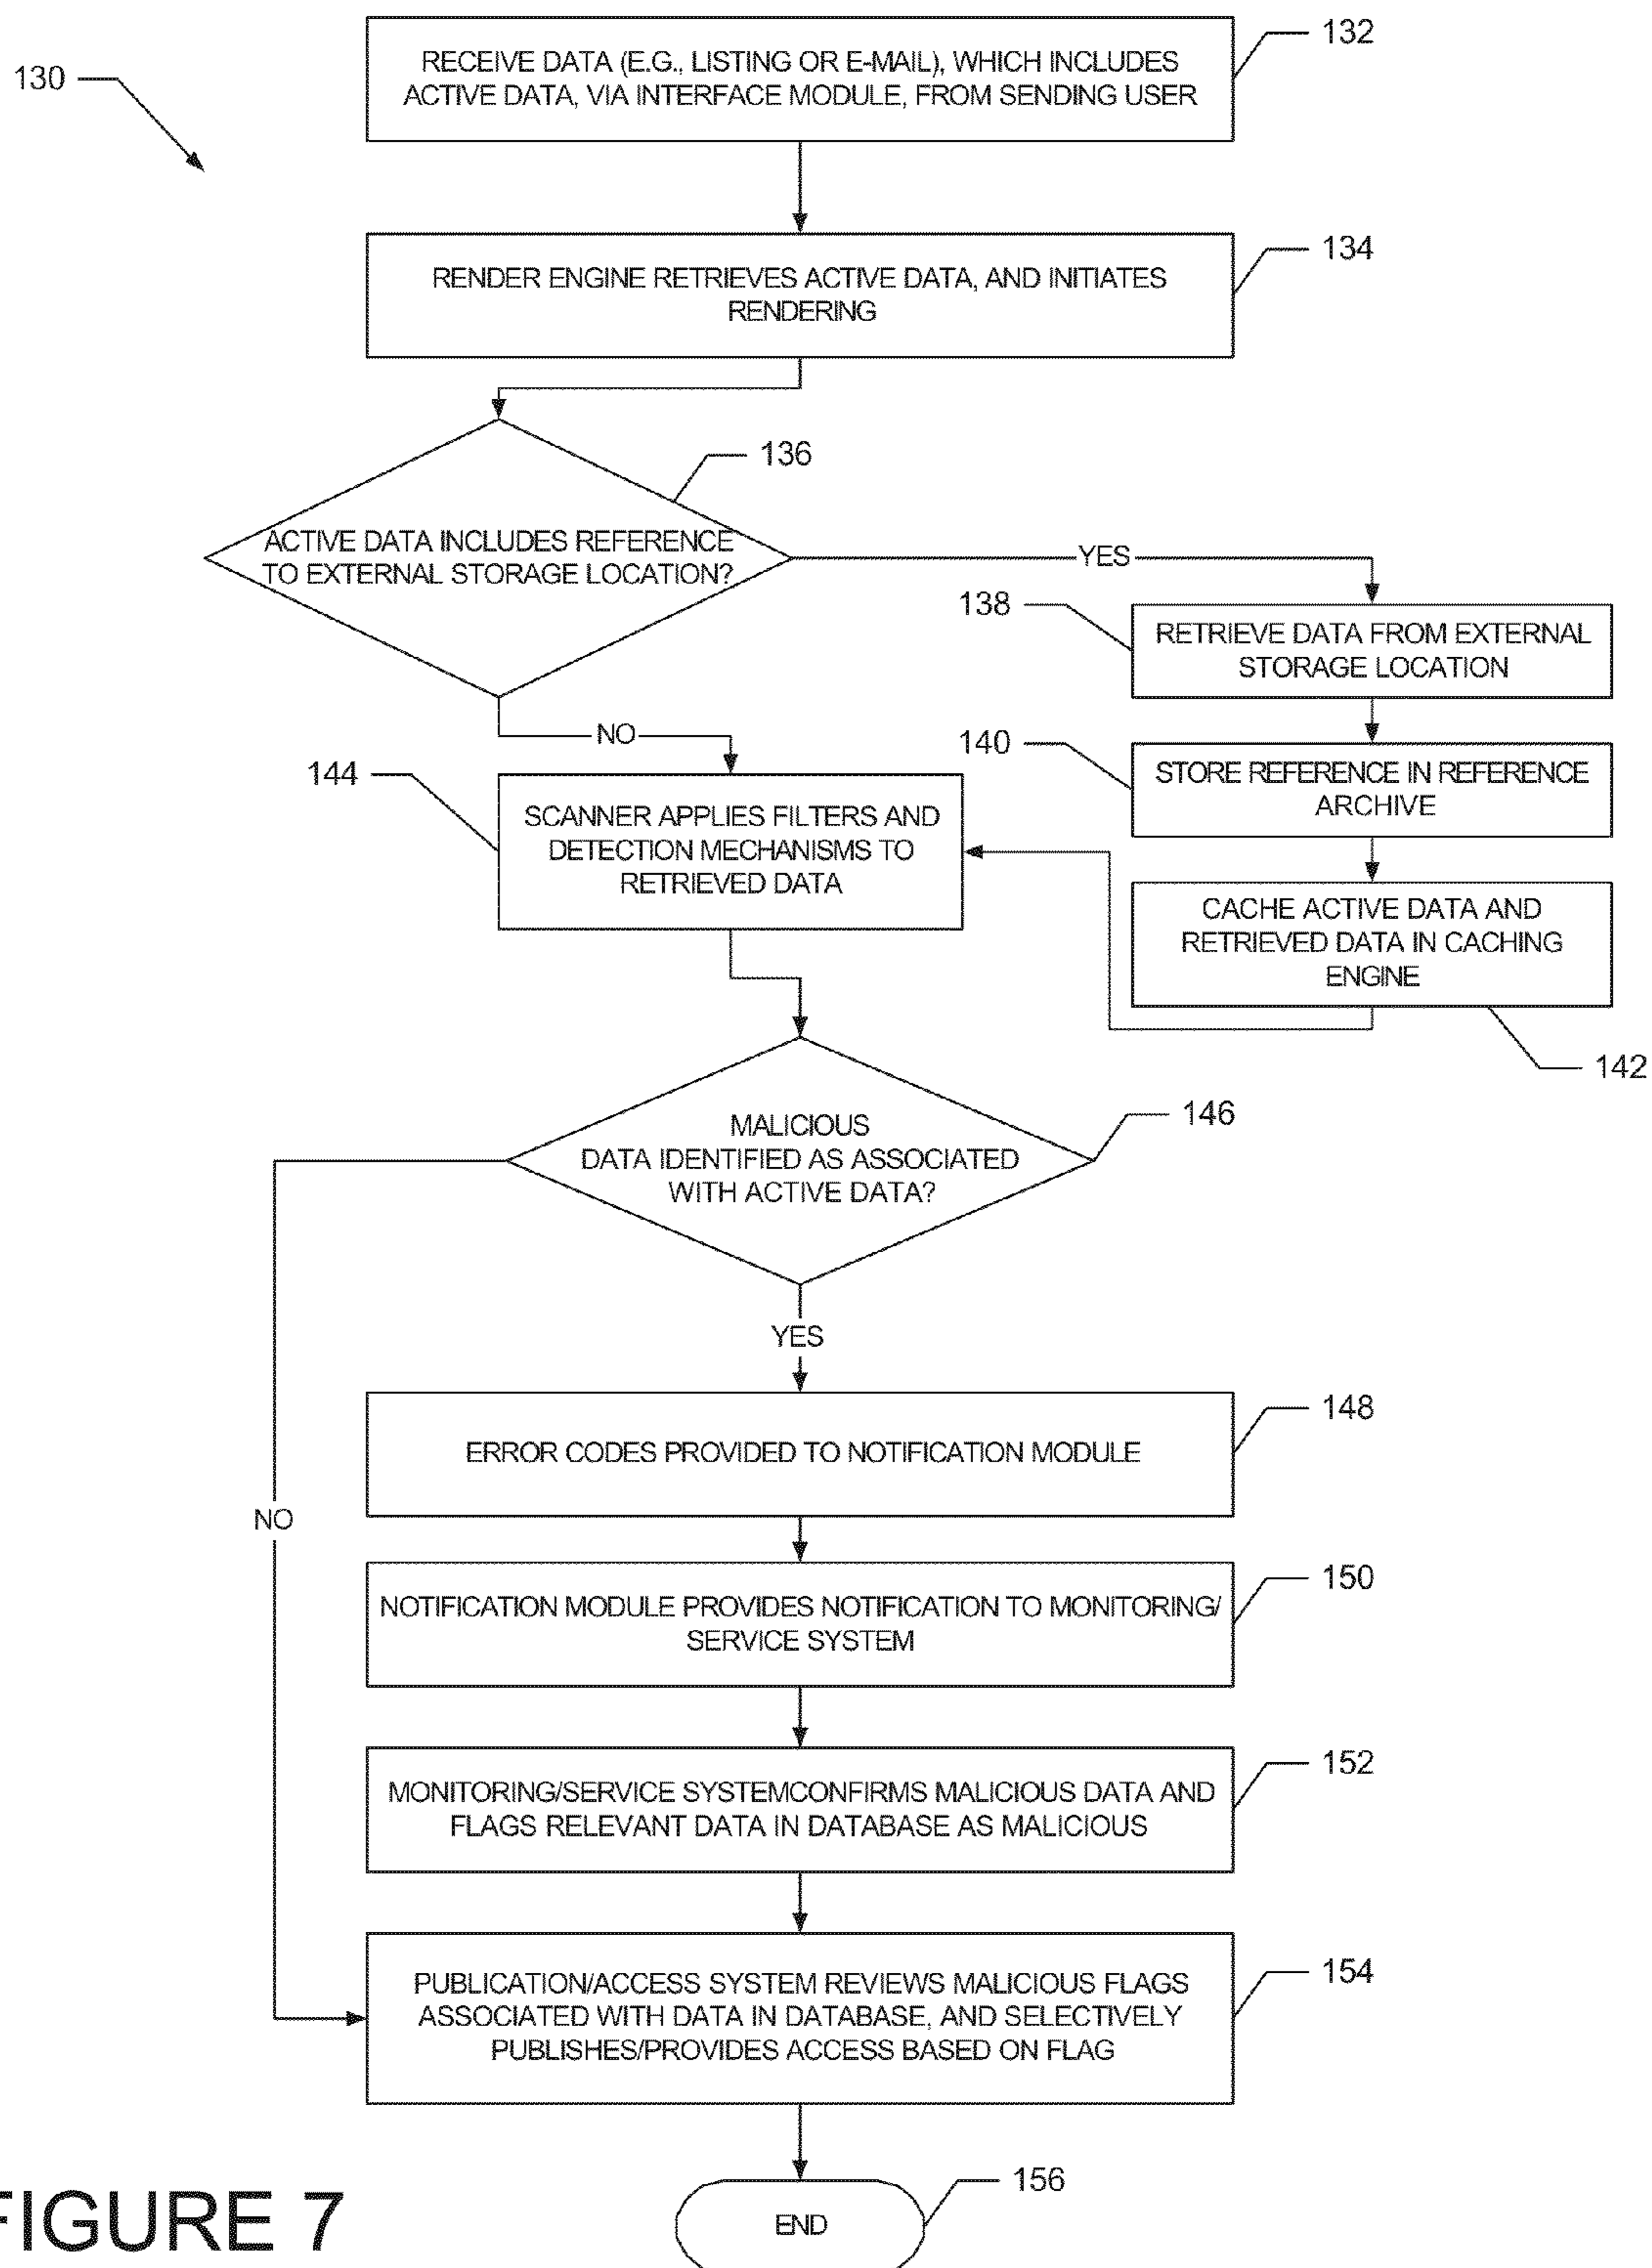 130
132
RECEIVE DATA (E.G., LISTING OR E-MAIL), WHICH INCLUDES
ACTIVE DATA, VIA INTERFACE MODULE, FROM SENDING USER
134
RENDER ENGINE RETRIEVES ACTIVE DATA, AND INITIATES
RENDERING
136
ACTIVE DATA INCLUDES REFERENCE
TO EXTERNAL STORAGE LOCATION?
YES
138
RETRIEVE DATA FROM EXTERNAL
STORAGE LOCATION
NO
140
STORE REFERENCE IN REFERENCE
ARCHIVE
144
SCANNER APPLIES FILTERS AND
DETECTION MECHANISMS TO
RETRIEVED DATA
CACHE ACTIVE DATA AND
RETRIEVED DATA IN CACHING
ENGINE
142
146
MALICIOUS
DATA IDENTIFIED AS ASSOCIATED
WITH ACTIVE DATA?
YES
148
ERROR CODES PROVIDED TO NOTIFICATION MODULE
NO
150
NOTIFICATION MODULE PROVIDES NOTIFICATION TO MONITORING/
SERVICE SYSTEM
152
MONITORING/SERVICE SYSTEMCONFIRMS MALICIOUS DATA AND
FLAGS RELEVANT DATA IN DATABASE AS MALICIOUS
154
PUBLICATION/ACCESS SYSTEM REVIEWS MALICIOUS FLAGS
ASSOCIATED WITH DATA IN DATABASE, AND SELECTIVELY
PUBLISHES/PROVIDES ACCESS BASED ON FLAG
156
END
FIGURE 7